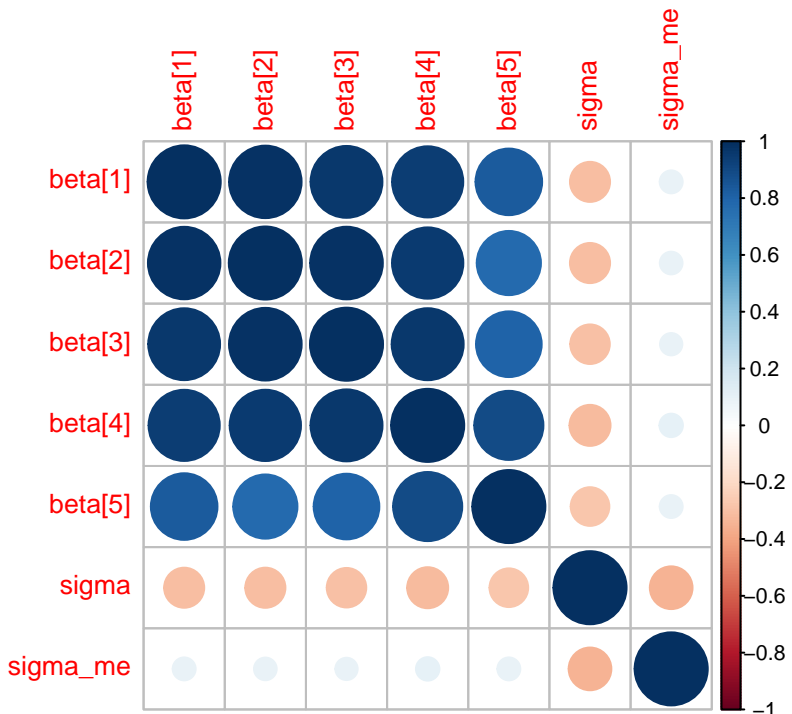 beta[1]
beta[2]
beta[3]
beta[4]
beta[5]
sigma
sigma_me
beta[1]
beta[2]
beta[3]
beta[4]
beta[5]
sigma
sigma_me
1
0.8
0.6
0.4
0.2
0
−0.2
−0.4
−0.6
−0.8
−1